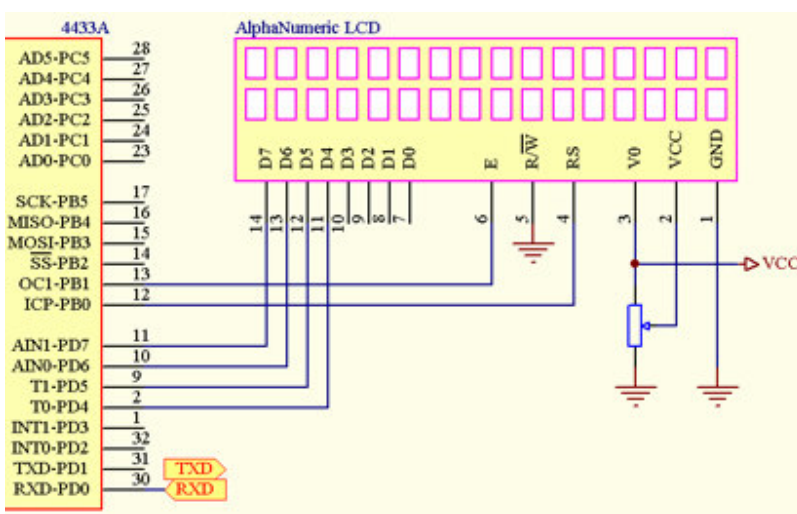 4433A
AlphaNumeric LCD
AD5-PC5 28
AD4-PC4 27
AD3-PC3 26
AD2-PC2 25
AD1-PC1 24
AD0-PC0 23
SCK-PB5 17
MISO-PB4 16
MOSI-PB3 15
SS-PB2 14
OC1-PB1 13
ICP-PB0 12
AIN1-PD7 11
AIN0-PD6 10
T1-PD5 9
T0-PD4 2
INT1-PD3 1
INT0-PD2 32
TXD-PD1 31
RXD-PD0 30
TXD
RXD
D7 D6 D5 D4 D3 D2 D1 D0 E R/W RS V0 VCC GND
14 13 12 11 10 9 8 7 6 5 4 3 2 1
VCC